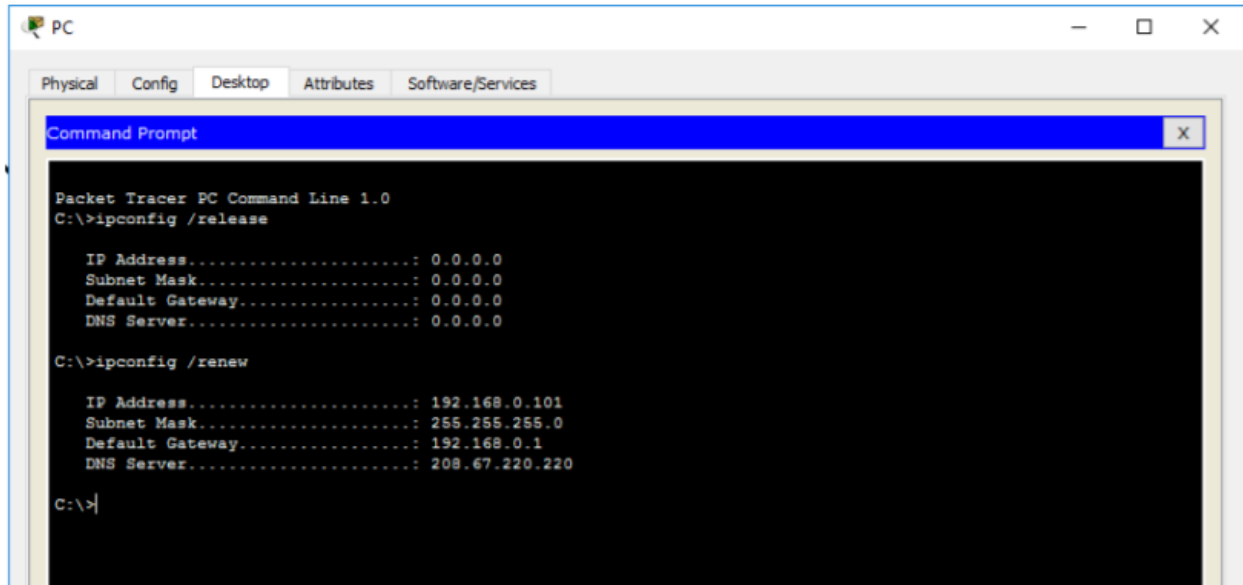 PC
Physical Config Desktop Attributes Software/Services
Command Prompt X
Packet Tracer PC Command Line 1.0
C:\>ipconfig /release
IP Address......................: 0.0.0.0
Subnet Mask.....................: 0.0.0.0
Default Gateway.................: 0.0.0.0
DNS Server......................: 0.0.0.0
C:\>ipconfig /renew
IP Address......................: 192.168.0.101
Subnet Mask.....................: 255.255.255.0
Default Gateway.................: 192.168.0.1
DNS Server......................: 208.67.220.220
C:\>